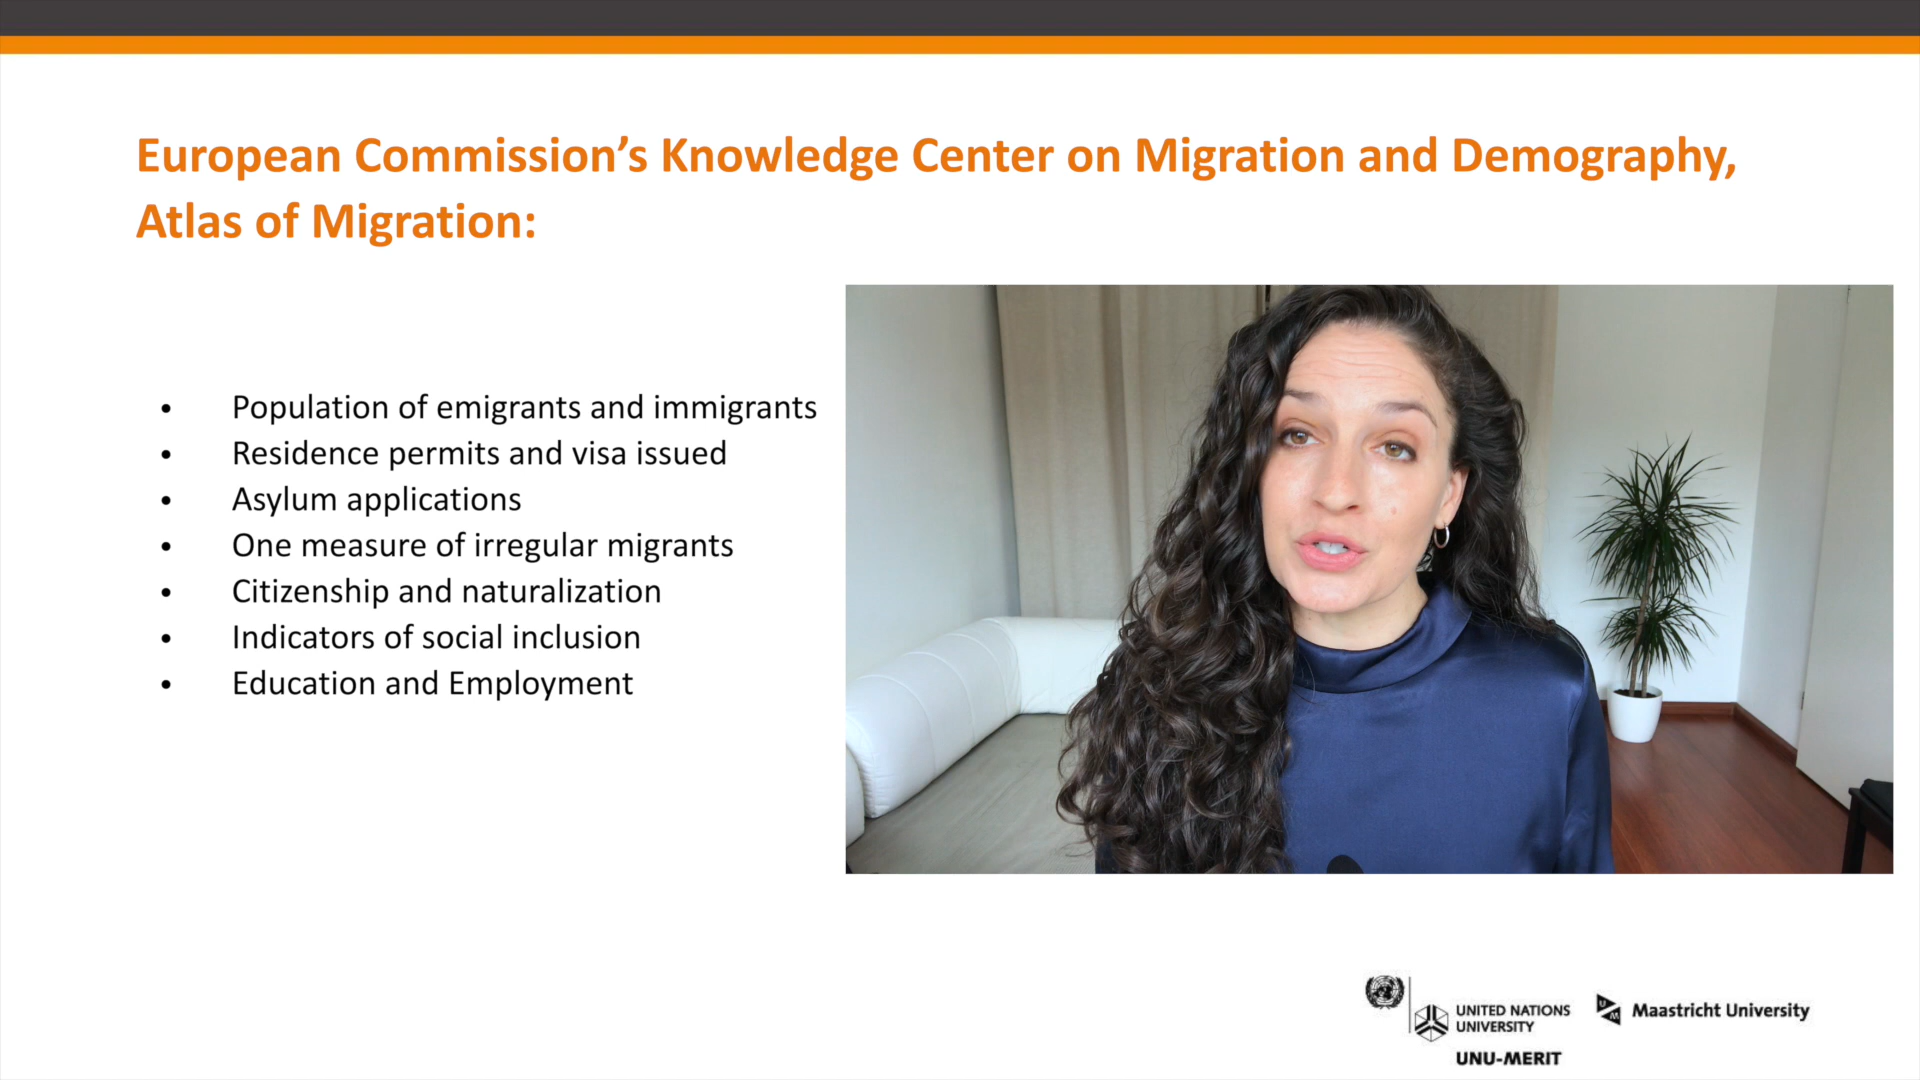 European Commission’s Knowledge Center on Migration and Demography,
Atlas of Migration:
• Population of emigrants and immigrants
• Residence permits and visa issued
• Asylum applications
• One measure of irregular migrants
• Citizenship and naturalization
• Indicators of social inclusion
• Education and Employment
UNITED NATIONS
UNIVERSITY
UNU-MERIT
UM
Maastricht University